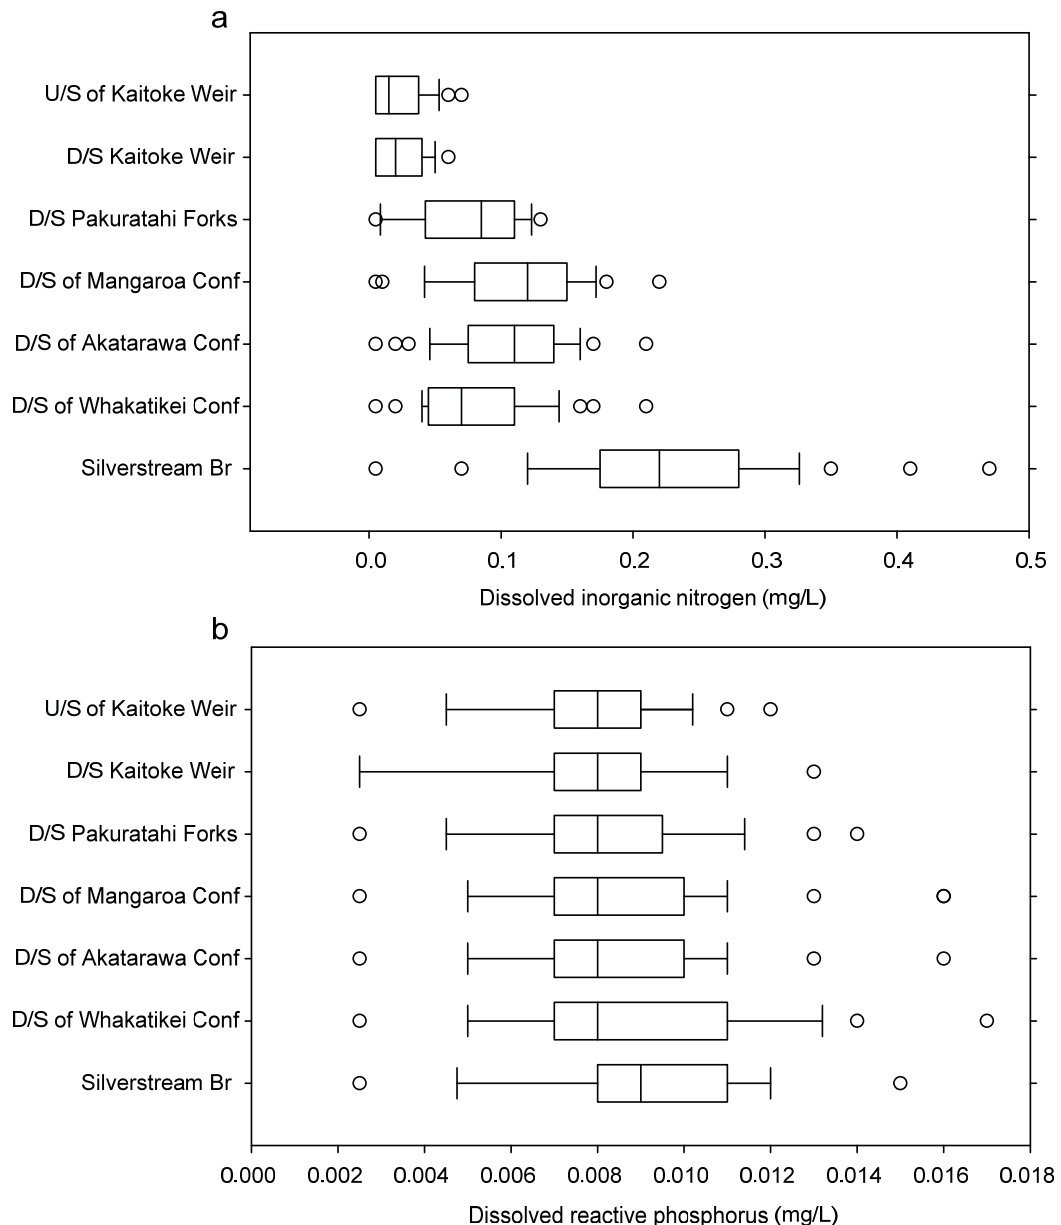 a
U/S of Kaitoke Weir
D/S Kaitoke Weir
D/S Pakuratahi Forks
D/S of Mangaroa Conf
D/S of Akatarawa Conf
D/S of Whakatikei Conf
Silverstream Br
0.0 0.1 0.2 0.3 0.4 0.5
Dissolved inorganic nitrogen (mg/L)
b
U/S of Kaitoke Weir
D/S Kaitoke Weir
D/S Pakuratahi Forks
D/S of Mangaroa Conf
D/S of Akatarawa Conf
D/S of Whakatikei Conf
Silverstream Br
0.000 0.002 0.004 0.006 0.008 0.010 0.012 0.014 0.016 0.018
Dissolved reactive phosphorus (mg/L)